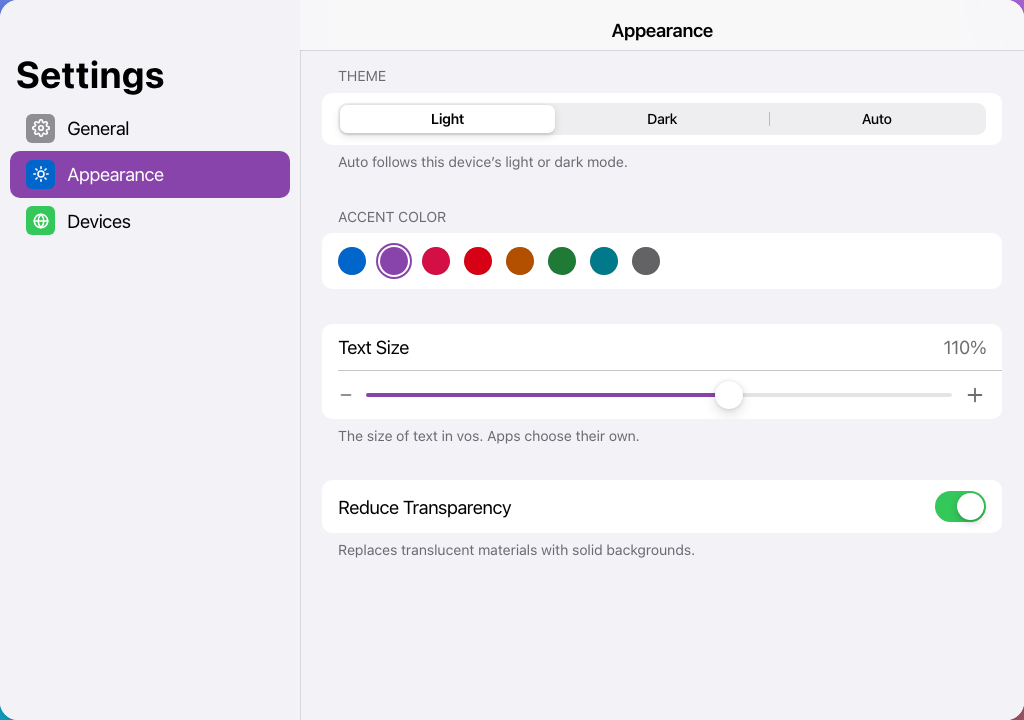 Settings
General
Appearance
Devices
Appearance
THEME
Light Dark Auto
Auto follows this device's light or dark mode.
ACCENT COLOR
Text Size 110%
The size of text in vos. Apps choose their own.
Reduce Transparency
Replaces translucent materials with solid backgrounds.